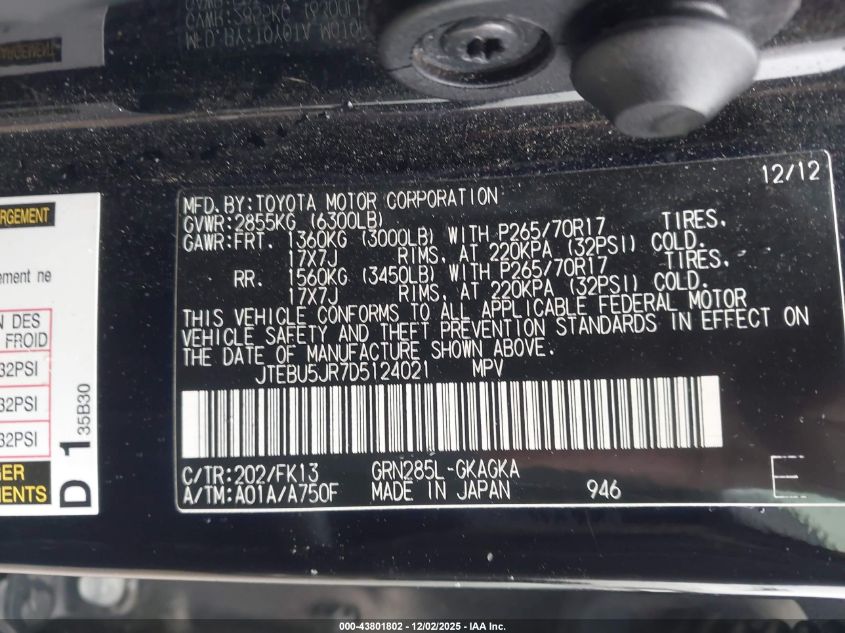 12/12
MFD. BY: TOYOTA MOTOR CORPORATION
GVWR: 2855KG (6300LB)
GAWR: FRT. 1360KG (3000LB) WITH P265/70R17 TIRES.
17X7J RIMS, AT 220KPA (32PSI) COLD.
RR. 1560KG (3450LB) WITH P265/70R17 TIRES.
17X7J RIMS, AT 220KPA (32PSI) COLD.
THIS VEHICLE CONFORMS TO ALL APPLICABLE FEDERAL MOTOR
VEHICLE SAFETY AND THEFT PREVENTION STANDARDS IN EFFECT ON
THE DATE OF MANUFACTURE SHOWN ABOVE.
JTEBU5JR7D5124021 MPV
C/TR: 202/FK13 GRN285L-GKAGKA
A/TM: A01A/A750F MADE IN JAPAN 946 E
RGEMENT
ement ne
N DES
FROID
32PSI
32PSI
32PSI
GER
MENTS
D 1 35B30
000-43801802 - 12/02/2025 - IAA Inc.